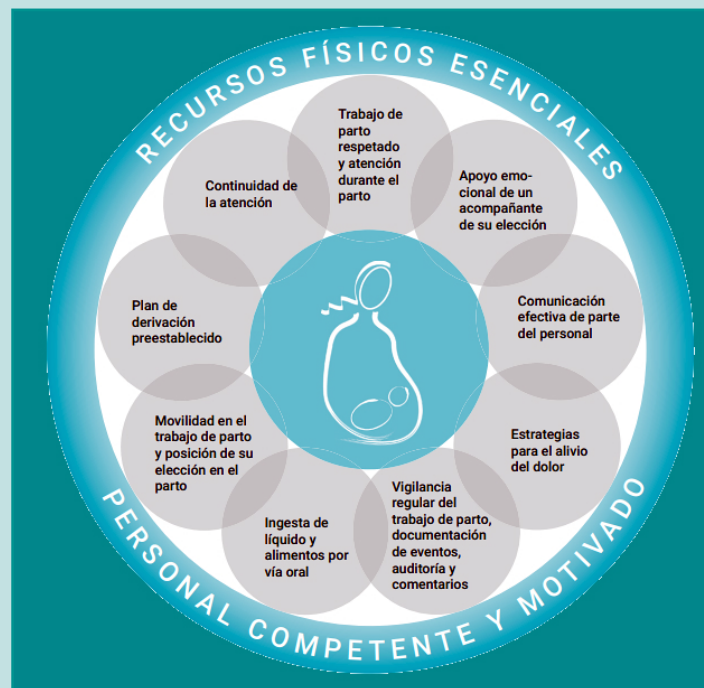 RECURSOS FÍSICOS ESENCIALES
Trabajo de
parto
respetado
y atención
durante el
parto
Apoyo emo-
cional de un
acompañante
de su elección
Comunicación
efectiva de parte
del personal
Estrategias
para el alivio
del dolor
Vigilancia
regular del
trabajo de parto,
documentación
de eventos,
auditoría y
comentarios
Ingesta de
líquido y
alimentos por
vía oral
Movilidad en el
trabajo de parto
y posición de su
elección en el
parto
Plan de
derivación
preestablecido
Continuidad de
la atención
PERSONAL COMPETENTE Y MOTIVADO